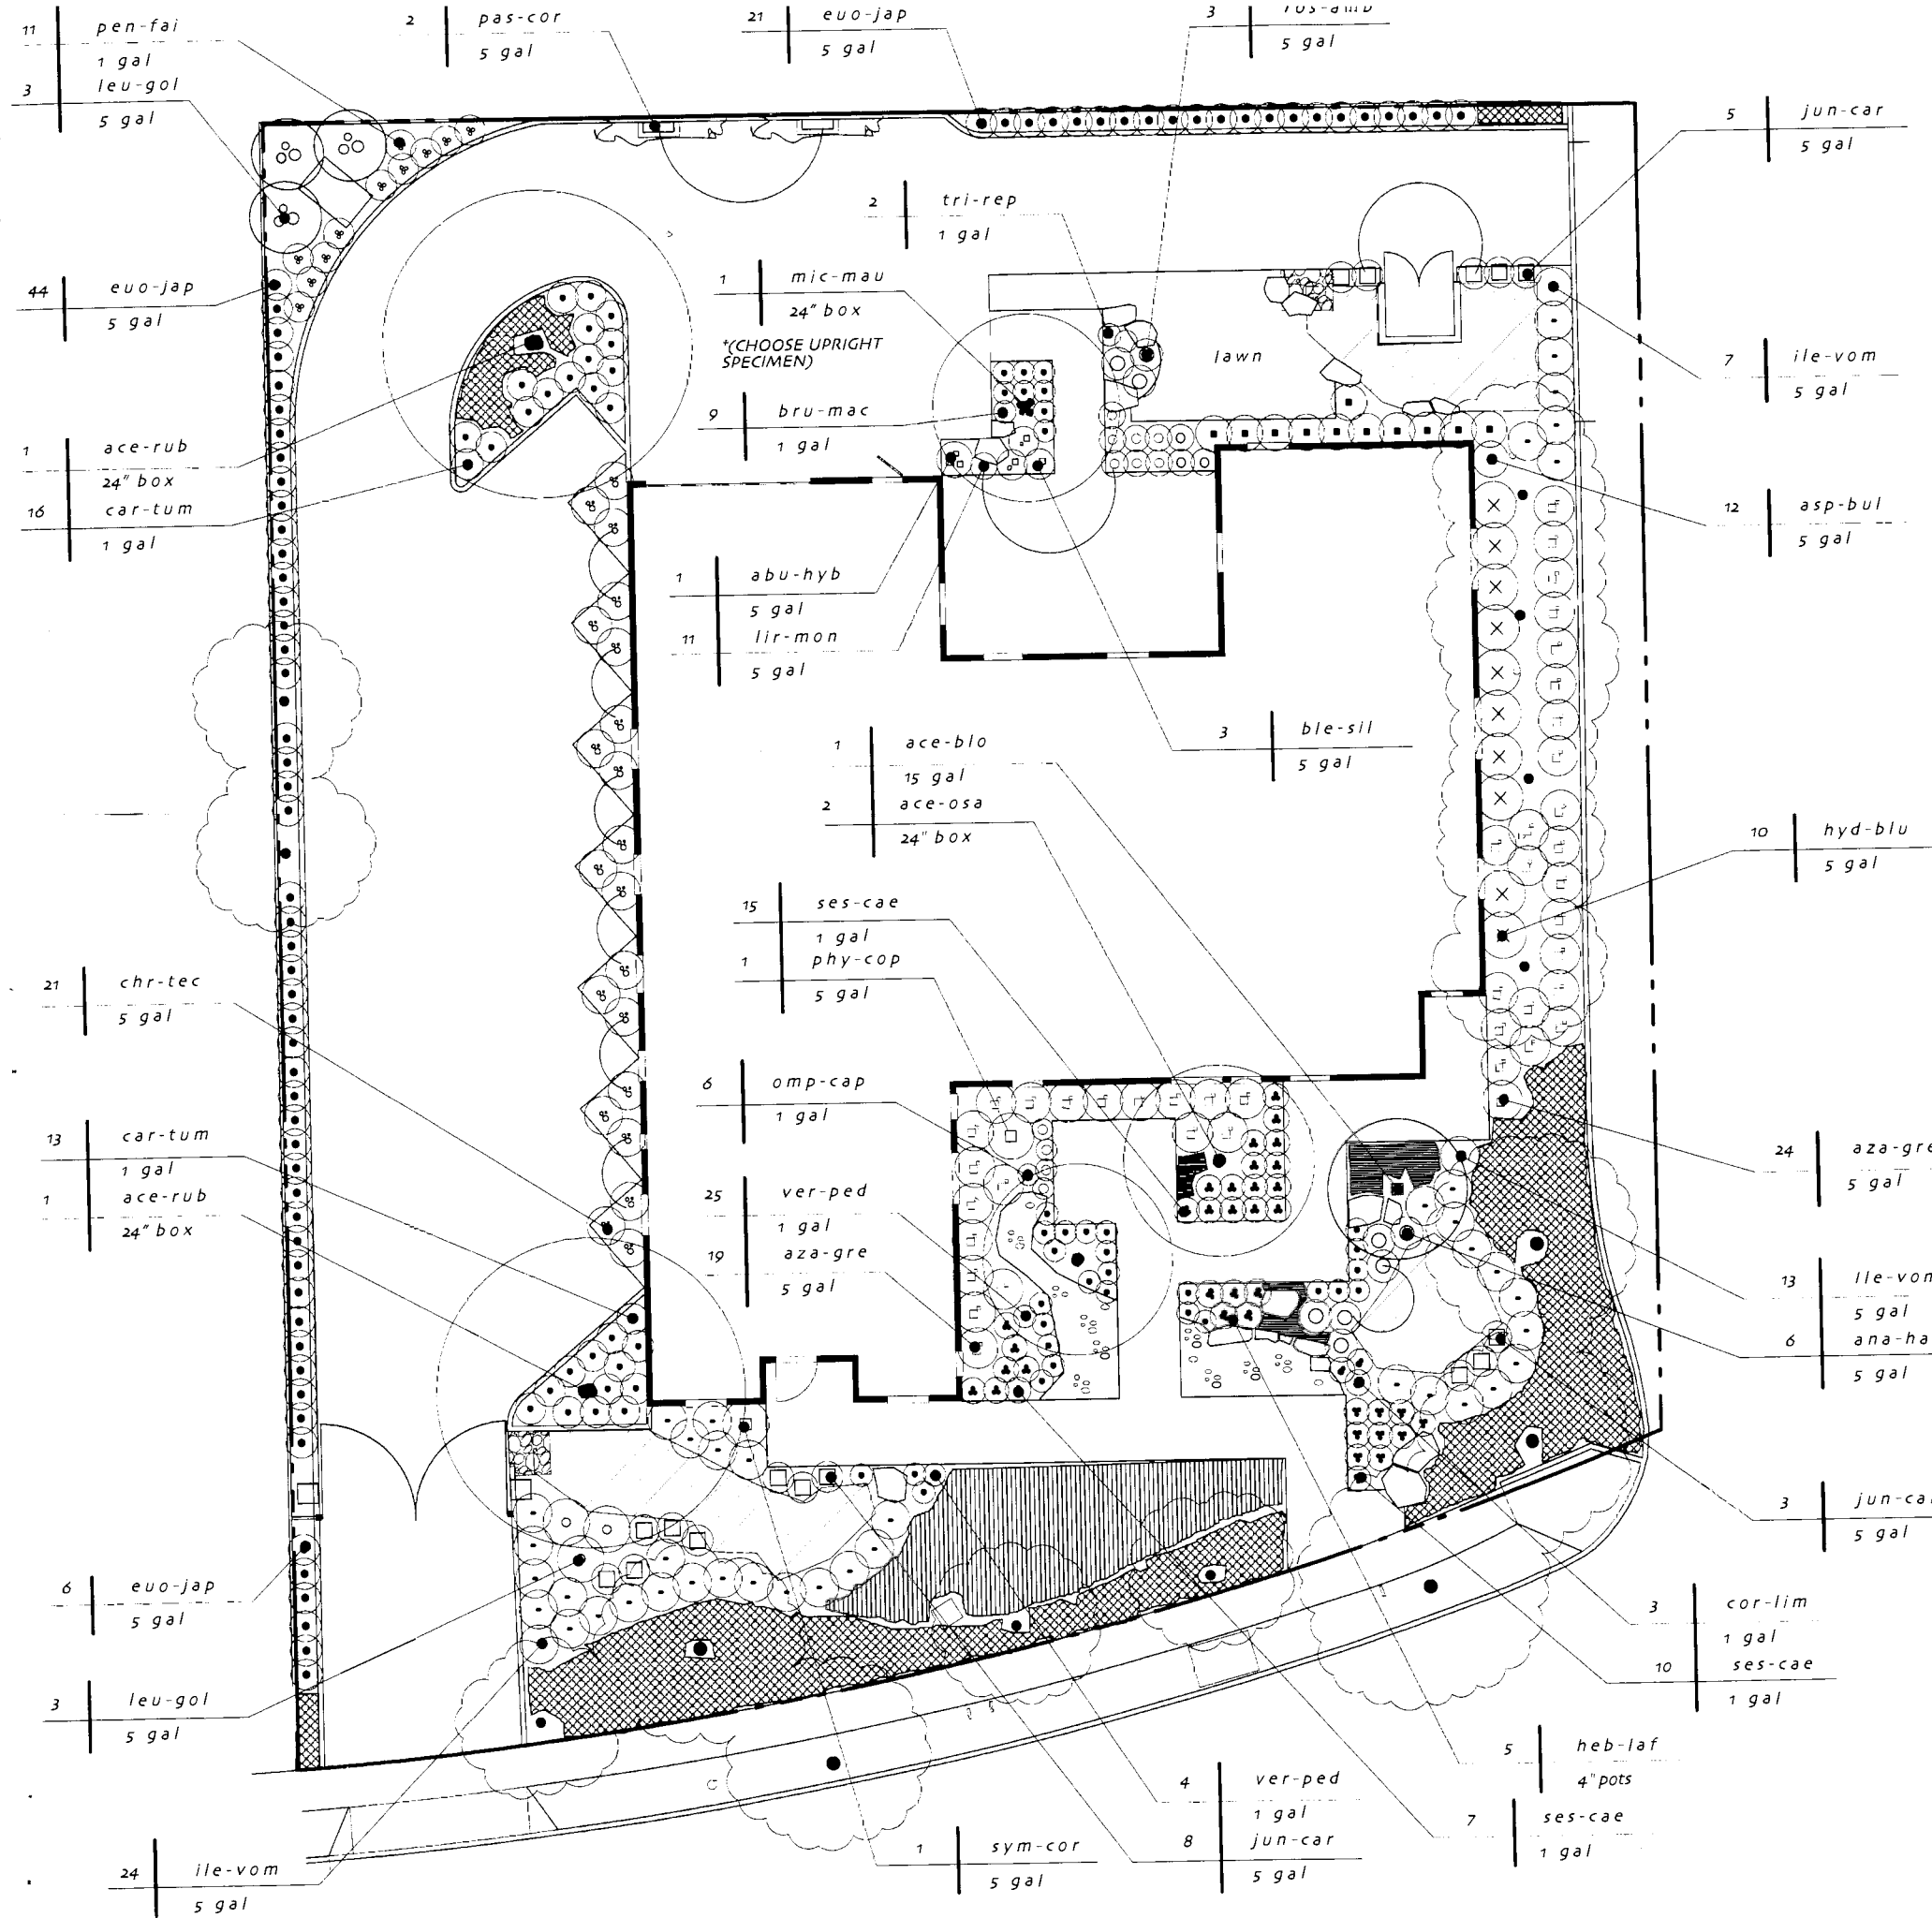 11 pen-fai
1 gal
3 leu-gol
5 gal
2 pas-cor
5 gal
21 euo-jap
5 gal
3
5 gal
5 jun-car
5 gal
2 tri-rep
1 gal
44 euo-jap
5 gal
1 mic-mau
24" box
*(CHOOSE UPRIGHT
SPECIMEN)
lawn
7 ile-vom
5 gal
9 bru-mac
1 gal
1 ace-rub
24" box
16 car-tum
1 gal
12 asp-bul
5 gal
1 abu-hyb
5 gal
11 lir-mon
5 gal
3 ble-sil
5 gal
1 ace-blo
15 gal
2 ace-osa
24" box
10 hyd-blu
5 gal
15 ses-cae
1 gal
1 phy-cop
5 gal
21 chr-tec
5 gal
6 omp-cap
1 gal
13 car-tum
1 gal
1 ace-rub
24" box
24 aza-gre
5 gal
25 ver-ped
1 gal
19 aza-gre
5 gal
13 ile-vom
5 gal
6 ana-ha
5 gal
3 jun-car
5 gal
6 euo-jap
5 gal
3 cor-lim
1 gal
10 ses-cae
1 gal
3 leu-gol
5 gal
5 heb-laf
4" pots
4 ver-ped
1 gal
8 jun-car
5 gal
7 ses-cae
1 gal
1 sym-cor
5 gal
24 ile-vom
5 gal